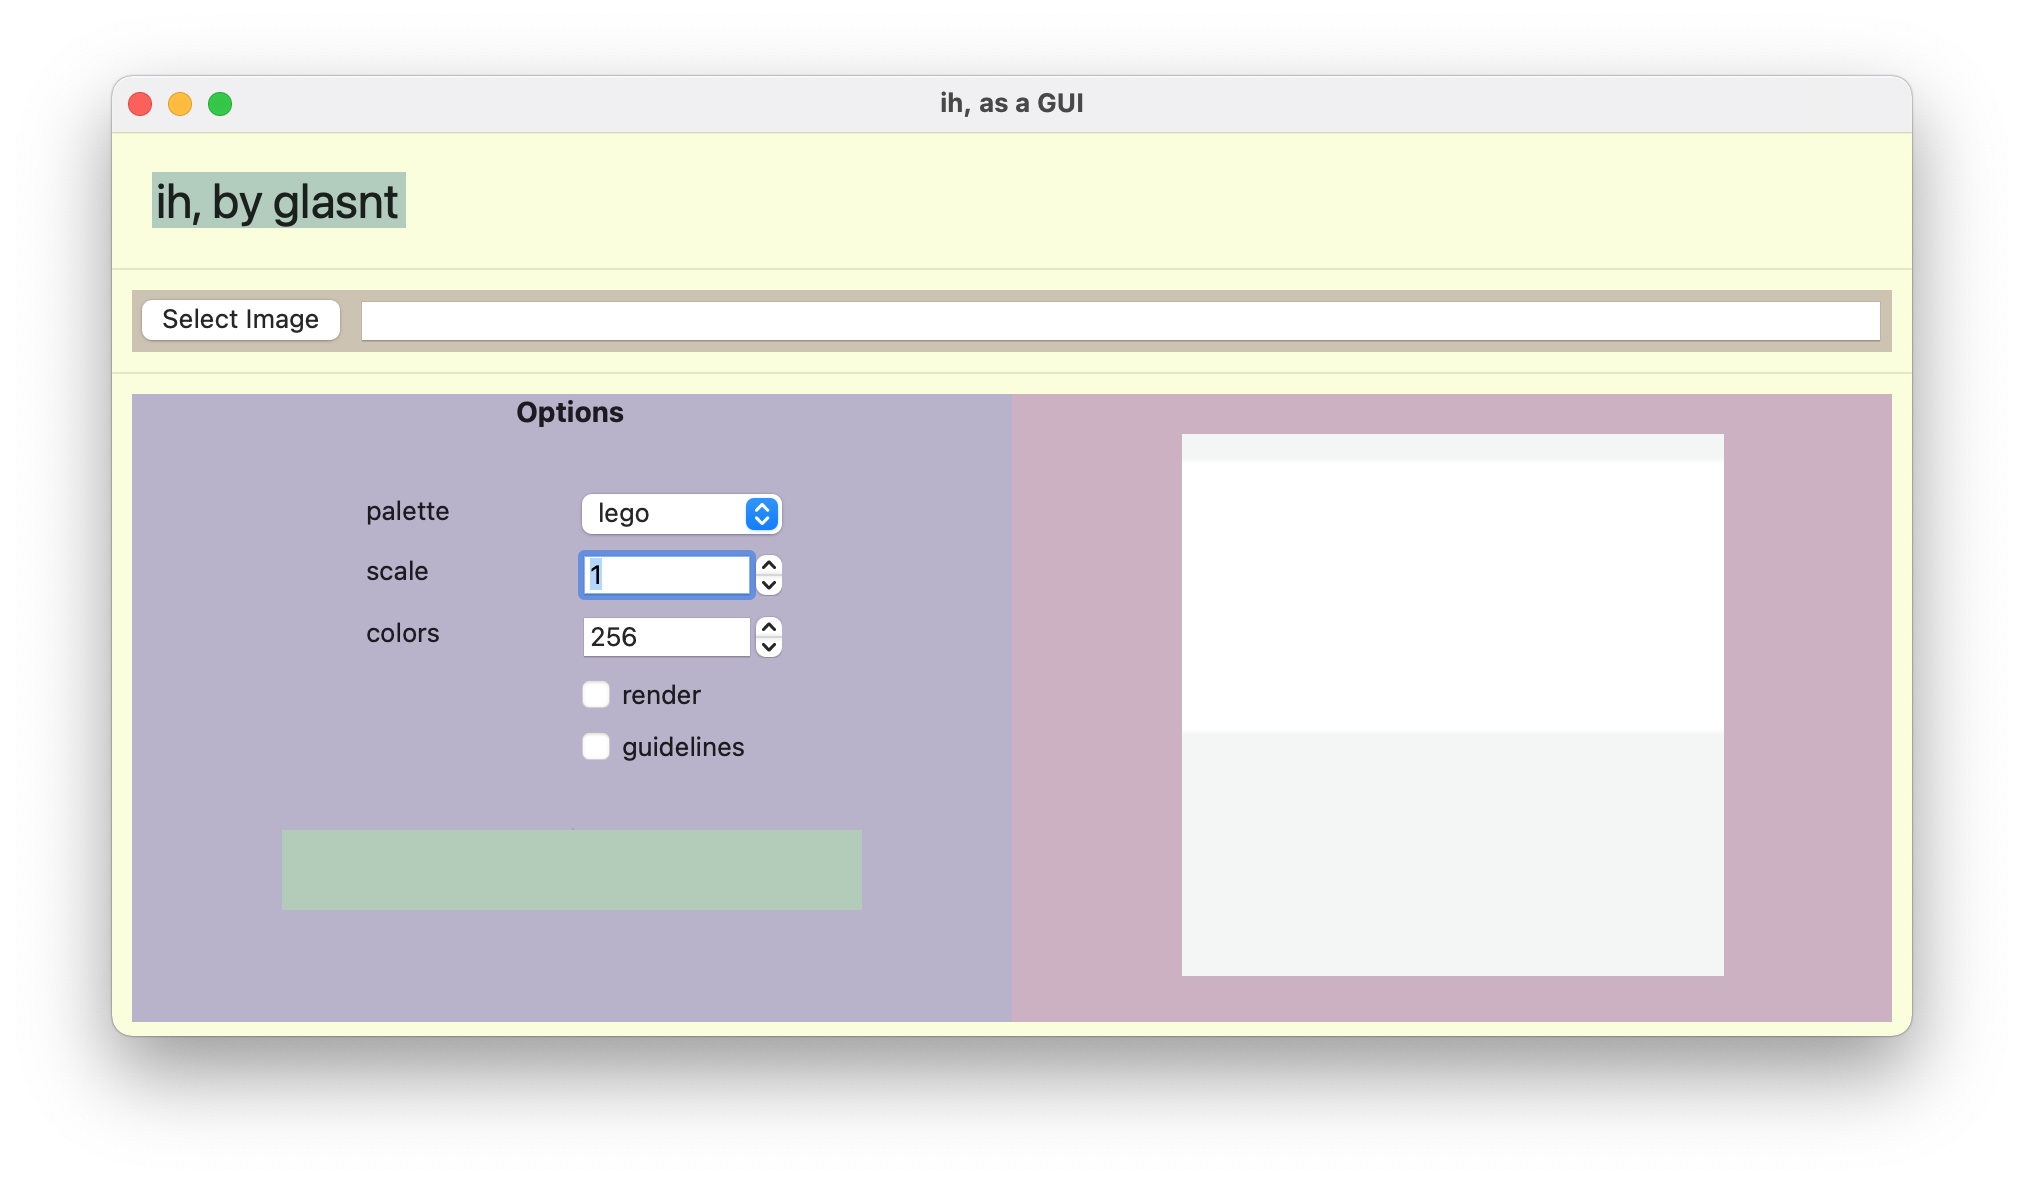 ih, as a GUI
ih, by glasnt
Select Image
Options
palette lego
scale 1
colors 256
render
guidelines